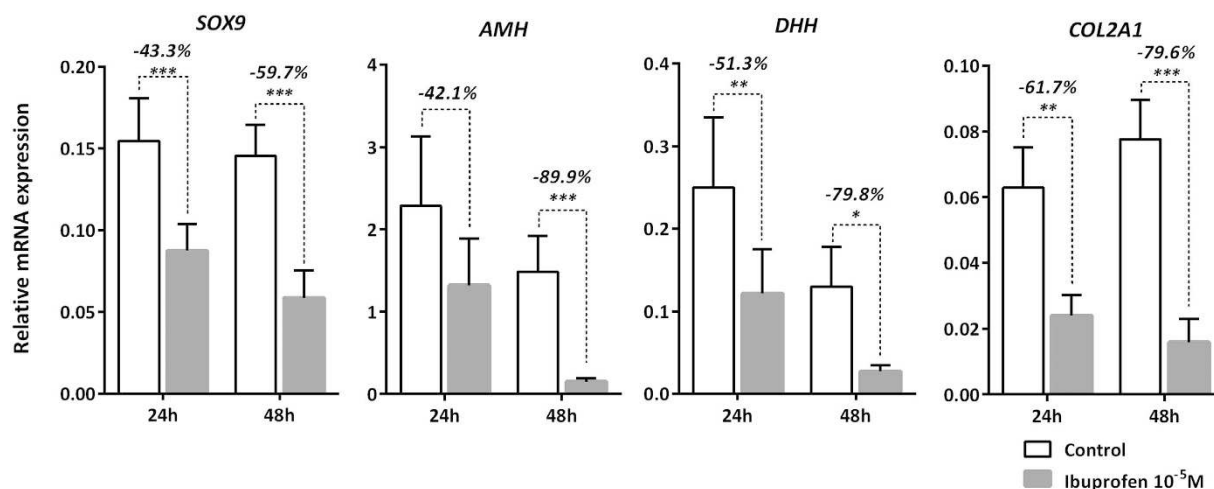 SOX9
AMH
DHH
COL2A1
Relative mRNA expression
0.20
0.15
0.10
0.05
0.00
-43.3%
***
-59.7%
***
24h
48h
4
3
2
1
0
-42.1%
-89.9%
***
24h
48h
0.4
0.3
0.2
0.1
0.0
-51.3%
**
-79.8%
*
24h
48h
0.10
0.08
0.06
0.04
0.02
0.00
-61.7%
**
-79.6%
***
24h
48h
Control
Ibuprofen 10⁻⁵M